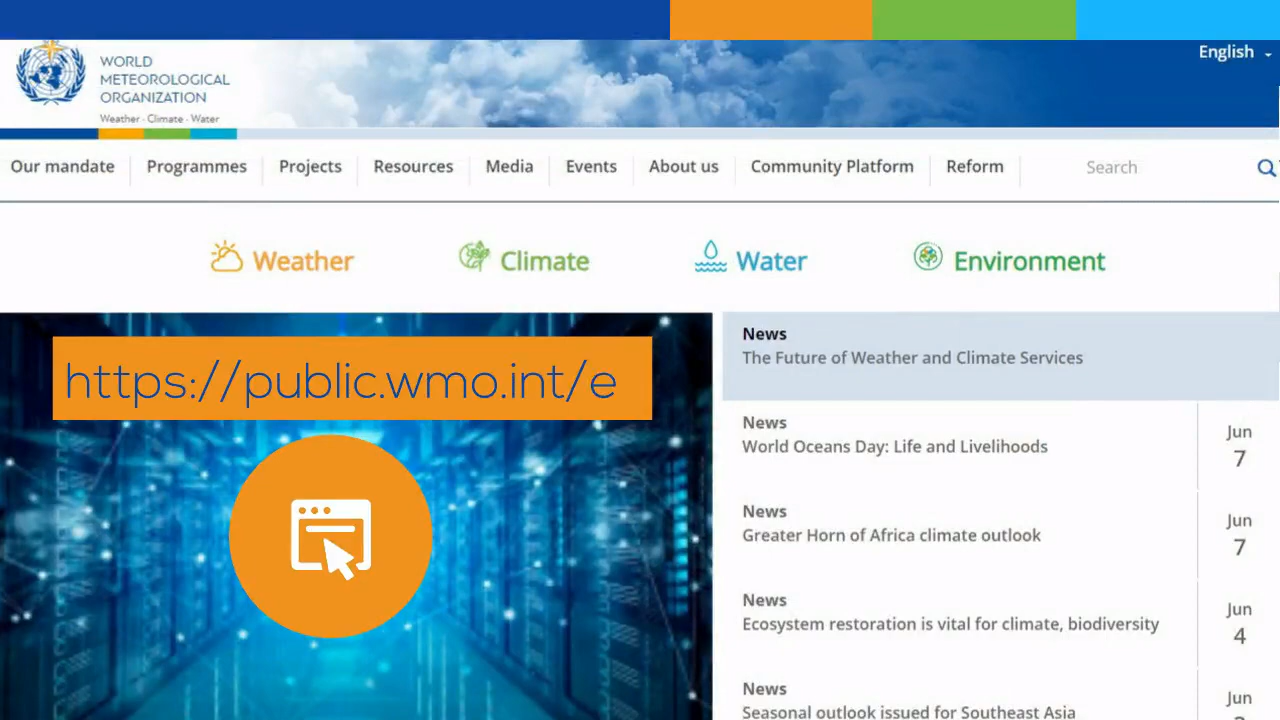 English
WORLD
METEOROLOGICAL
ORGANIZATION
Weather · Climate · Water
Our mandate
Programmes
Projects
Resources
Media
Events
About us
Community Platform
Reform
Search
Weather
Climate
Water
Environment
https://public.wmo.int/e
News
The Future of Weather and Climate Services
News
World Oceans Day: Life and Livelihoods
Jun
7
News
Greater Horn of Africa climate outlook
Jun
7
News
Ecosystem restoration is vital for climate, biodiversity
Jun
4
News
Seasonal outlook issued for Southeast Asia
Jun